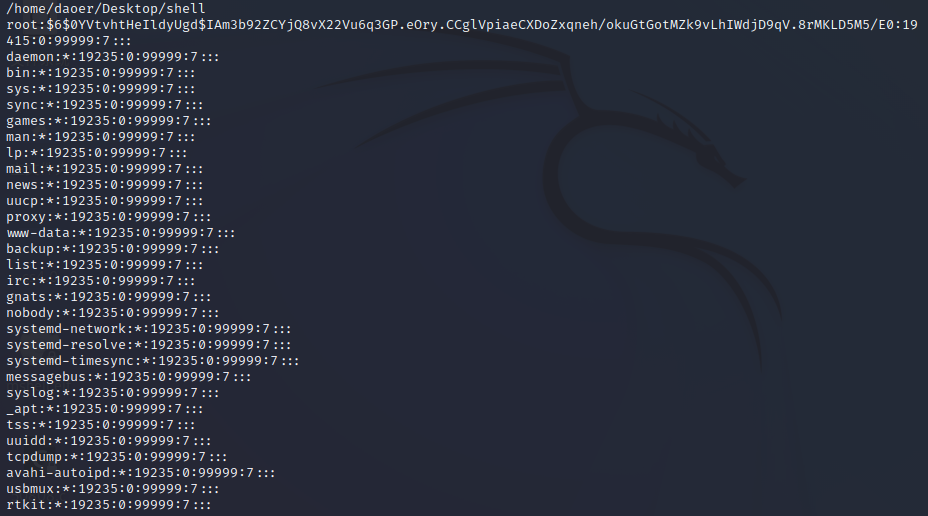 /home/daoer/Desktop/shell
root:$6$0YVtvhtHeIldyUgd$IAm3b92ZCYjQ8vX22Vu6q3GP.eOry.CCglVpiaeCXDoZxqneh/okuGtGotMZk9vLhIWdjD9qV.8rMKLD5M5/E0:19
415:0:99999:7:::
daemon:*:19235:0:99999:7:::
bin:*:19235:0:99999:7:::
sys:*:19235:0:99999:7:::
sync:*:19235:0:99999:7:::
games:*:19235:0:99999:7:::
man:*:19235:0:99999:7:::
lp:*:19235:0:99999:7:::
mail:*:19235:0:99999:7:::
news:*:19235:0:99999:7:::
uucp:*:19235:0:99999:7:::
proxy:*:19235:0:99999:7:::
www-data:*:19235:0:99999:7:::
backup:*:19235:0:99999:7:::
list:*:19235:0:99999:7:::
irc:*:19235:0:99999:7:::
gnats:*:19235:0:99999:7:::
nobody:*:19235:0:99999:7:::
systemd-network:*:19235:0:99999:7:::
systemd-resolve:*:19235:0:99999:7:::
systemd-timesync:*:19235:0:99999:7:::
messagebus:*:19235:0:99999:7:::
syslog:*:19235:0:99999:7:::
_apt:*:19235:0:99999:7:::
tss:*:19235:0:99999:7:::
uuidd:*:19235:0:99999:7:::
tcpdump:*:19235:0:99999:7:::
avahi-autoipd:*:19235:0:99999:7:::
usbmux:*:19235:0:99999:7:::
rtkit:*:19235:0:99999:7:::